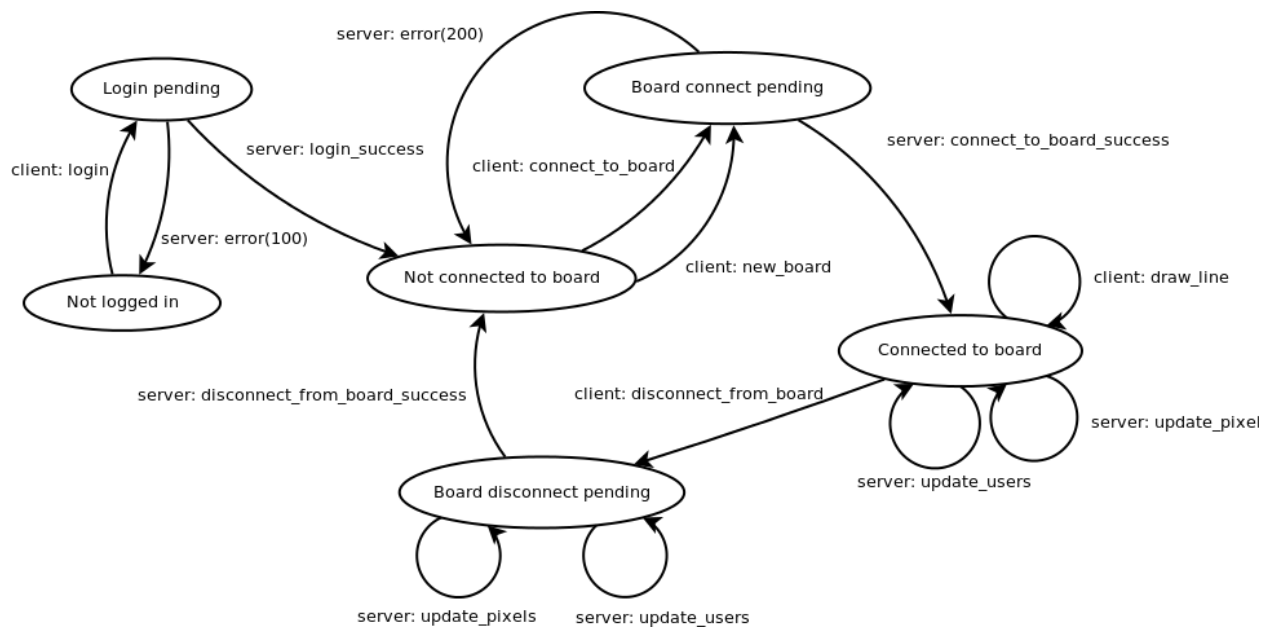 server: error(200)
Login pending
Board connect pending
server: connect_to_board_success
server: login_success
client: connect_to_board
client: login
server: error(100)
client: new_board
Not connected to board
client: draw_line
Not logged in
Connected to board
client: disconnect_from_board
server: disconnect_from_board_success
server: update_pixel
server: update_users
Board disconnect pending
server: update_pixels
server: update_users